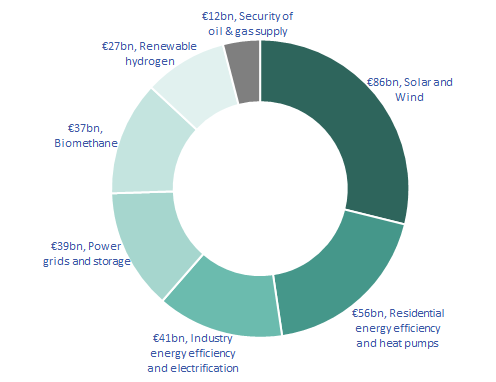 €12bn, Security of
oil & gas supply
€86bn, Solar and
Wind
€56bn, Residential
energy efficiency
and heat pumps
€41bn, Industry
energy efficiency
and electrification
€39bn, Power
grids and storage
€37bn,
Biomethane
€27bn, Renewable
hydrogen